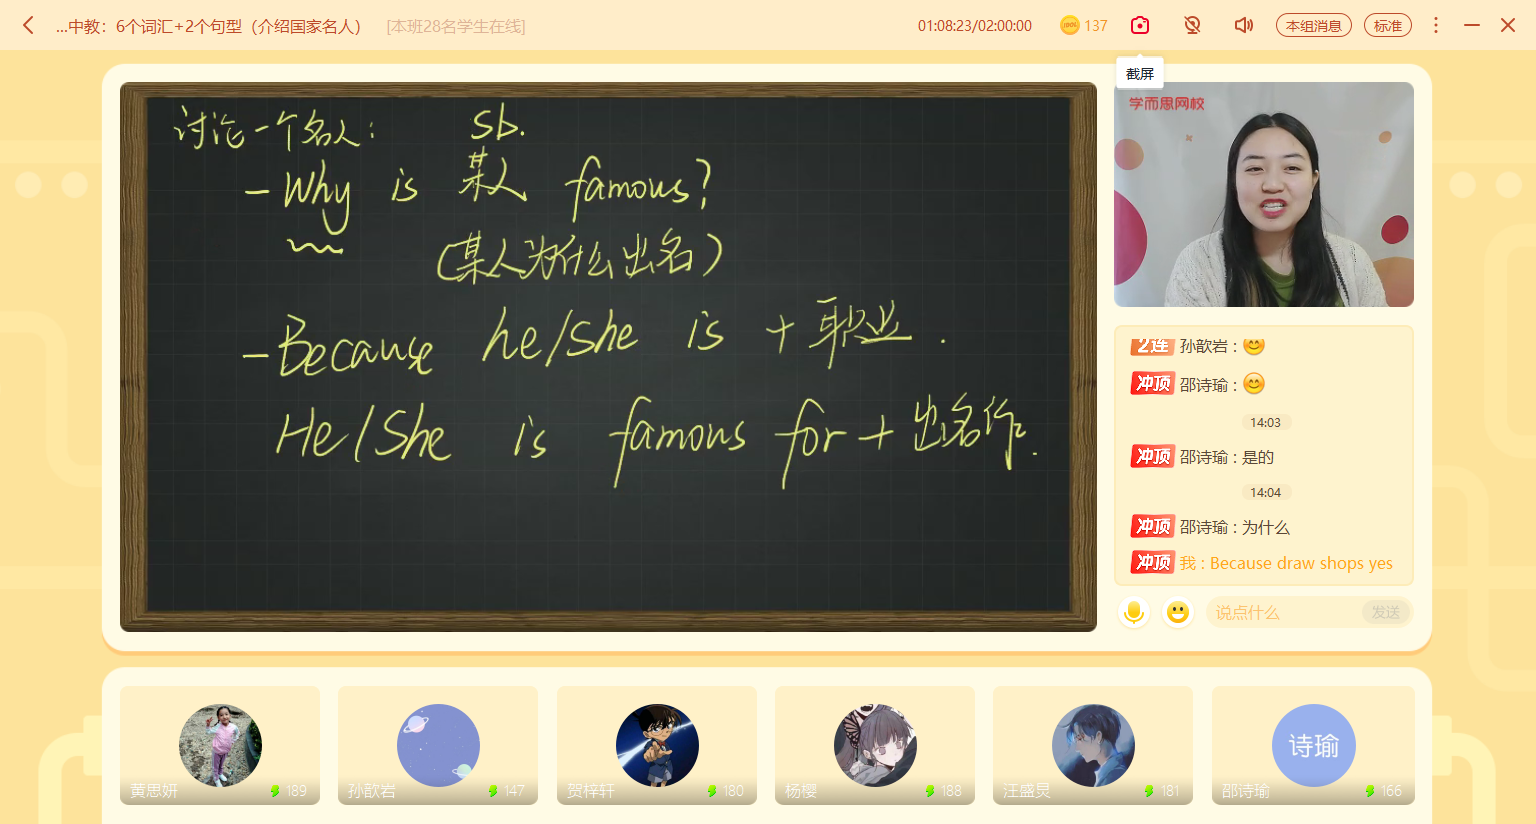 ...中教：6个词汇+2个句型（介绍国家名人） [本班28名学生在线] 01:08:23/02:00:00 137 本组消息 标准
截屏
学而思网校
讨论一个名人： sb.
-Why is 某人 famous?
（某人为什么出名）
-Because he/she is + 职业.
He/She is famous for + 出名作.
2连 孙歆岩 : 😊
冲顶 邵诗瑜 : 😊
14:03
冲顶 邵诗瑜 : 是的
14:04
冲顶 邵诗瑜 : 为什么
冲顶 我 : Because draw shops yes
说点什么 发送
诗瑜
黄思妍 189 孙歆岩 147 贺梓轩 180 杨樱 188 汪盛炅 181 邵诗瑜 166